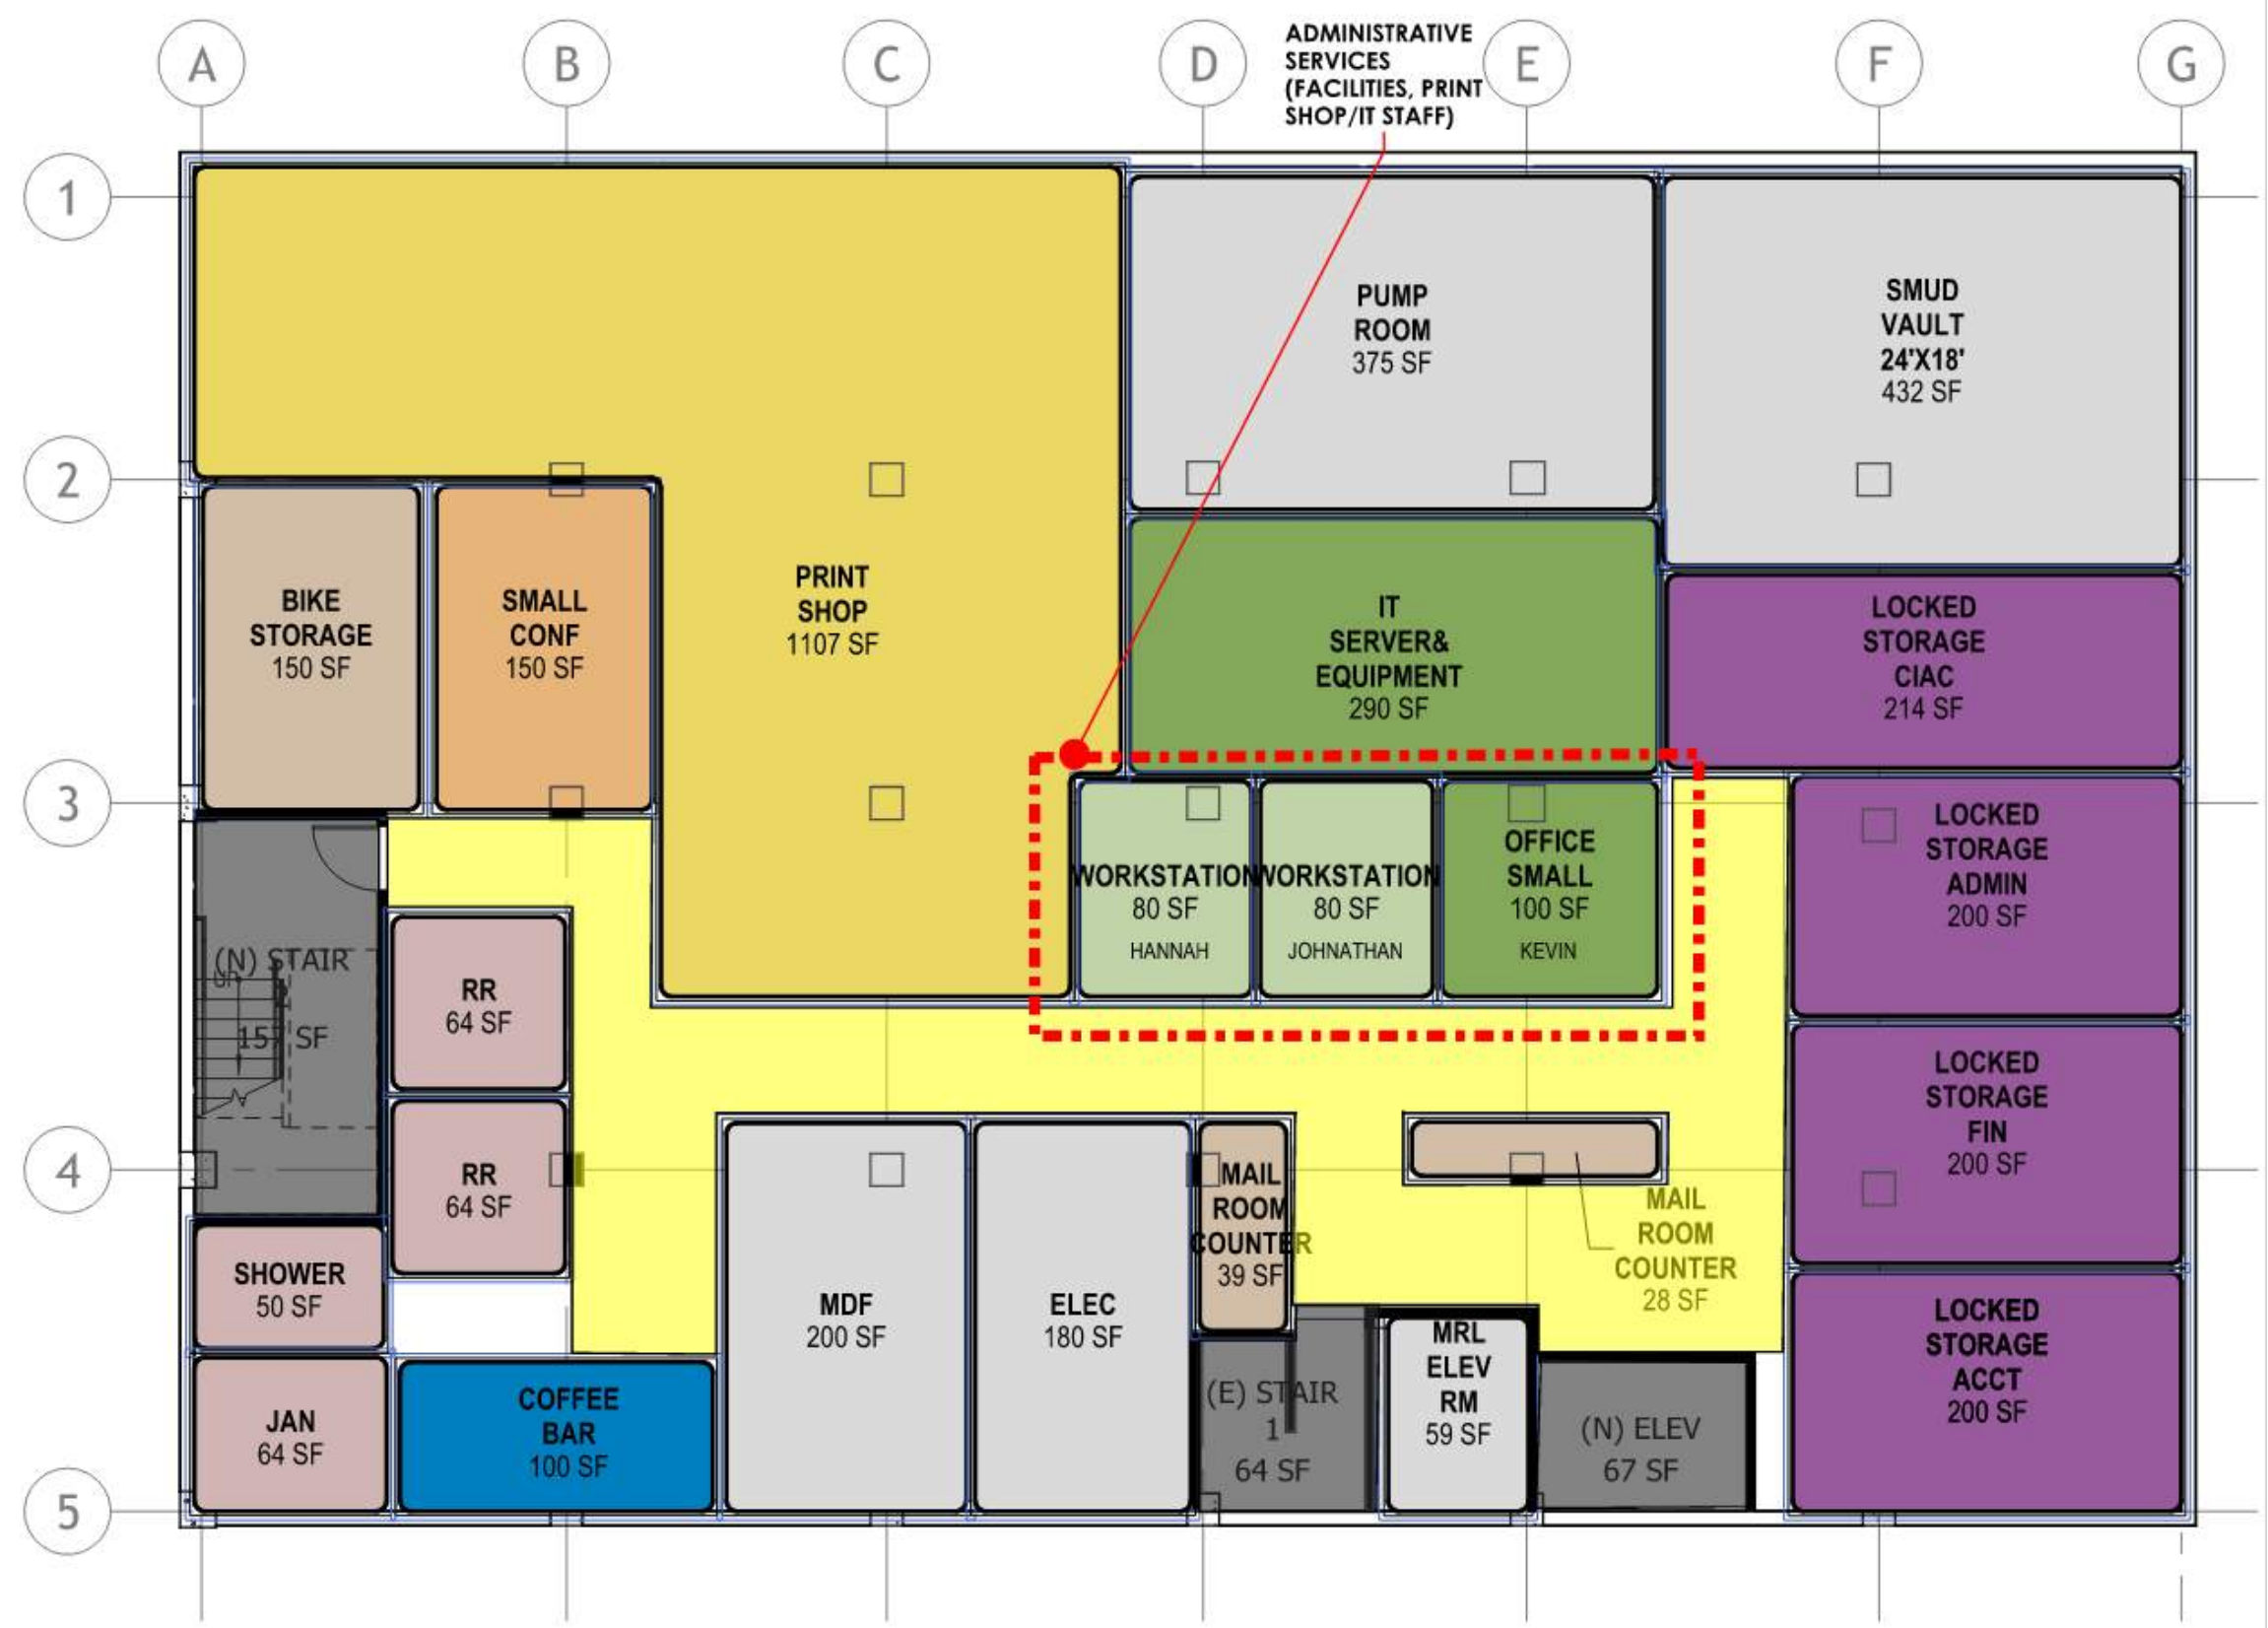 ADMINISTRATIVE
SERVICES
(FACILITIES, PRINT
SHOP/IT STAFF)
A
B
C
D
E
F
G
1
2
3
4
5
PUMP
ROOM
375 SF
SMUD
VAULT
24'X18'
432 SF
BIKE
STORAGE
150 SF
SMALL
CONF
150 SF
PRINT
SHOP
1107 SF
IT
SERVER&
EQUIPMENT
290 SF
LOCKED
STORAGE
CIAC
214 SF
WORKSTATION
80 SF
HANNAH
WORKSTATION
80 SF
JOHNATHAN
OFFICE
SMALL
100 SF
KEVIN
LOCKED
STORAGE
ADMIN
200 SF
(N) STAIR
SF
RR
64 SF
RR
64 SF
LOCKED
STORAGE
FIN
200 SF
MAIL
ROOM
COUNTER
39 SF
MAIL
ROOM
COUNTER
28 SF
SHOWER
50 SF
MDF
200 SF
ELEC
180 SF
MRL
ELEV
RM
59 SF
LOCKED
STORAGE
ACCT
200 SF
JAN
64 SF
COFFEE
BAR
100 SF
(E) STAIR
1
64 SF
(N) ELEV
67 SF